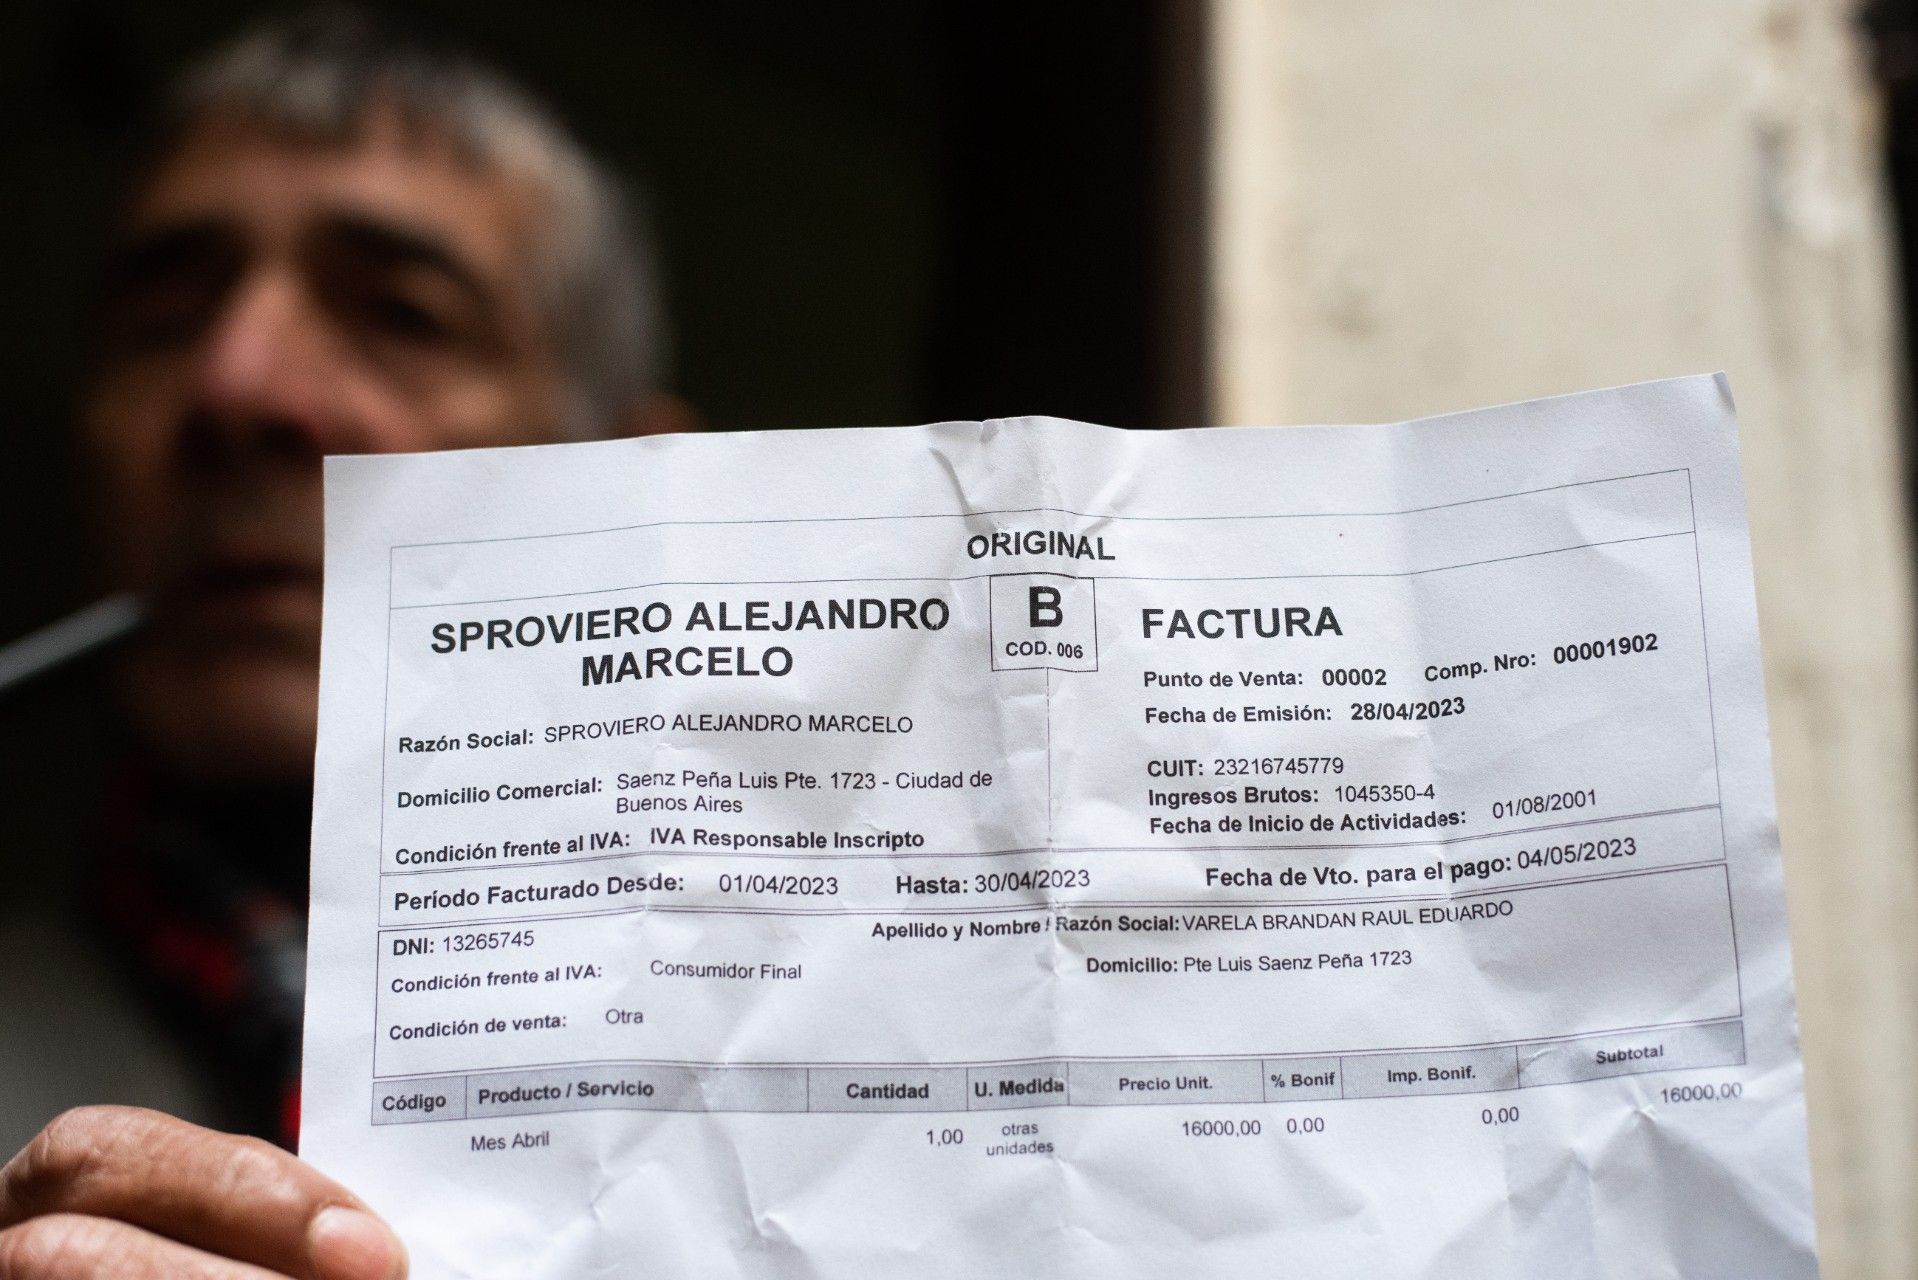 ORIGINAL
SPROVIERO ALEJANDRO
MARCELO
B
COD. 006
FACTURA
Punto de Venta: 00002 Comp. Nro: 00001902
Fecha de Emisión: 28/04/2023
Razón Social: SPROVIERO ALEJANDRO MARCELO
Domicilio Comercial: Saenz Peña Luis Pte. 1723 - Ciudad de
Buenos Aires
Condición frente al IVA: IVA Responsable Inscripto
CUIT: 23216745779
Ingresos Brutos: 1045350-4
Fecha de Inicio de Actividades: 01/08/2001
Período Facturado Desde: 01/04/2023 Hasta: 30/04/2023 Fecha de Vto. para el pago: 04/05/2023
DNI: 13265745 Apellido y Nombre / Razón Social: VARELA BRANDAN RAUL EDUARDO
Condición frente al IVA: Consumidor Final Domicilio: Pte Luis Saenz Peña 1723
Condición de venta: Otra
Código Producto / Servicio Cantidad U. Medida Precio Unit. % Bonif Imp. Bonif. Subtotal
Mes Abril 1,00 otras unidades 16000,00 0,00 0,00 16000,00